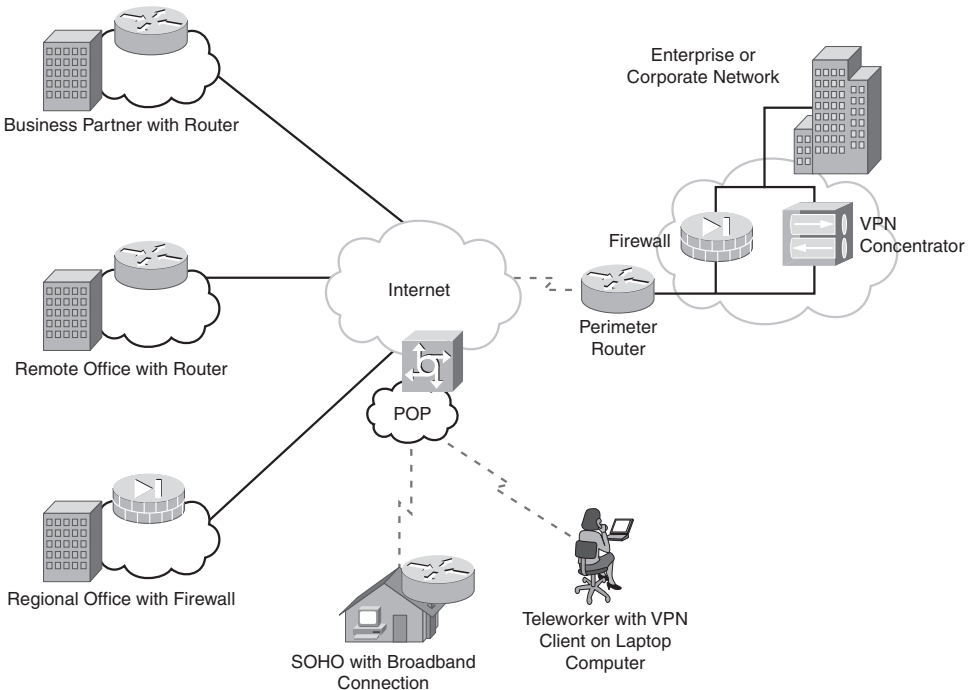 Enterprise or
Corporate Network
Business Partner with Router
Firewall
VPN
Concentrator
Internet
Perimeter
Router
Remote Office with Router
POP
Regional Office with Firewall
Teleworker with VPN
Client on Laptop
Computer
SOHO with Broadband
Connection